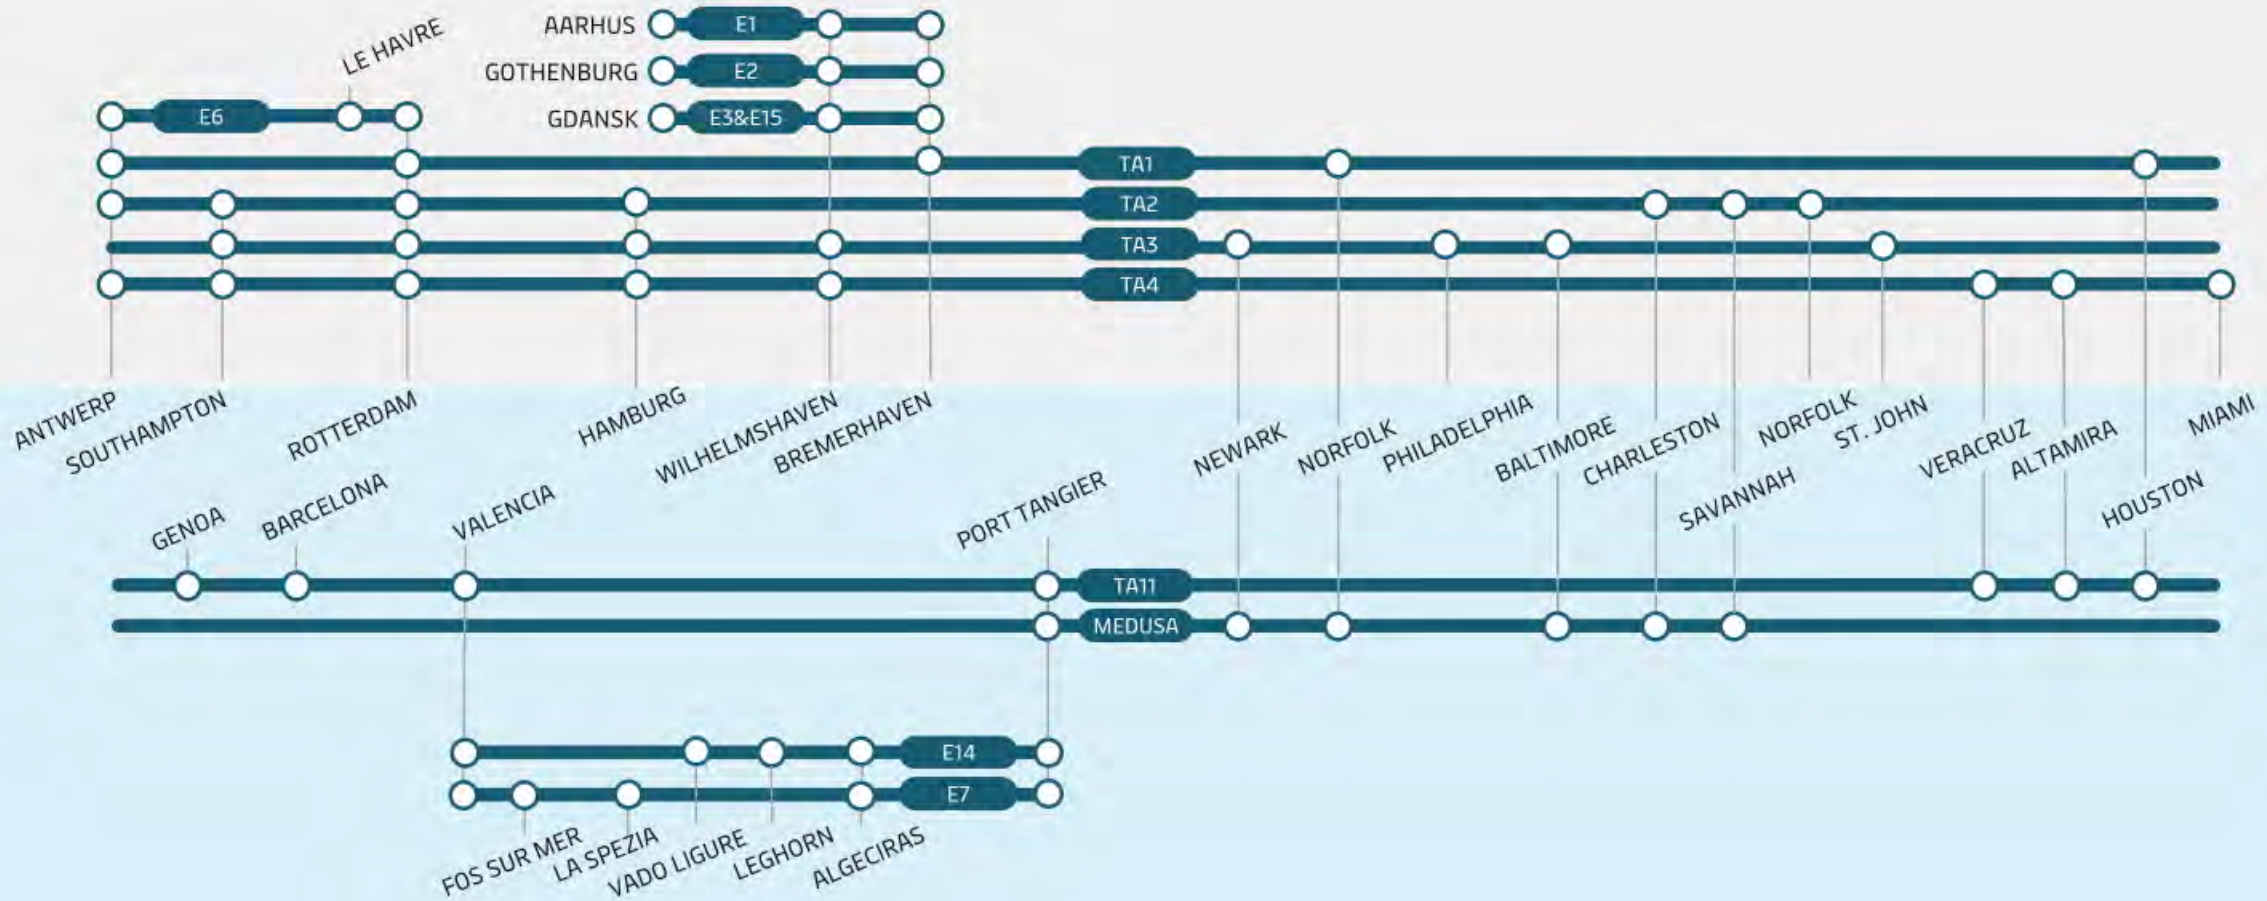 AARHUS E1
LE HAVRE
GOTHENBURG E2
E6
GDANSK E3&E15
TA1
TA2
TA3
TA4
ANTWERP
SOUTHAMPTON
ROTTERDAM
HAMBURG
WILHELMSHAVEN
BREMERHAVEN
NEWARK
NORFOLK
PHILADELPHIA
BALTIMORE
CHARLESTON
SAVANNAH
NORFOLK
ST. JOHN
VERACRUZ
ALTAMIRA
HOUSTON
MIAMI
GENOA
BARCELONA
VALENCIA
PORT TANGIER
TA11
MEDUSA
E14
E7
FOS SUR MER
LA SPEZIA
VADO LIGURE
LEGHORN
ALGECIRAS